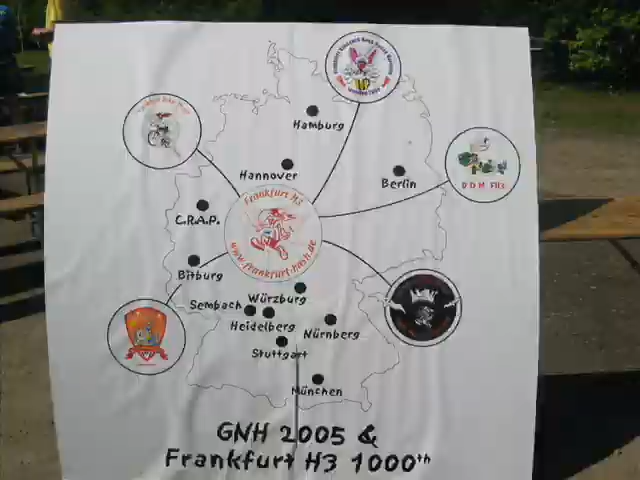 Hamburg
Hannover
Berlin
D D M FH3
Frankfurt H3
www.frankfurt-hash.de
C.R.A.P.
Bitburg
Würzburg
Sembach
Heidelberg
Nürnberg
Stuttgart
München
GNH 2005 &
Frankfurt H3 1000th